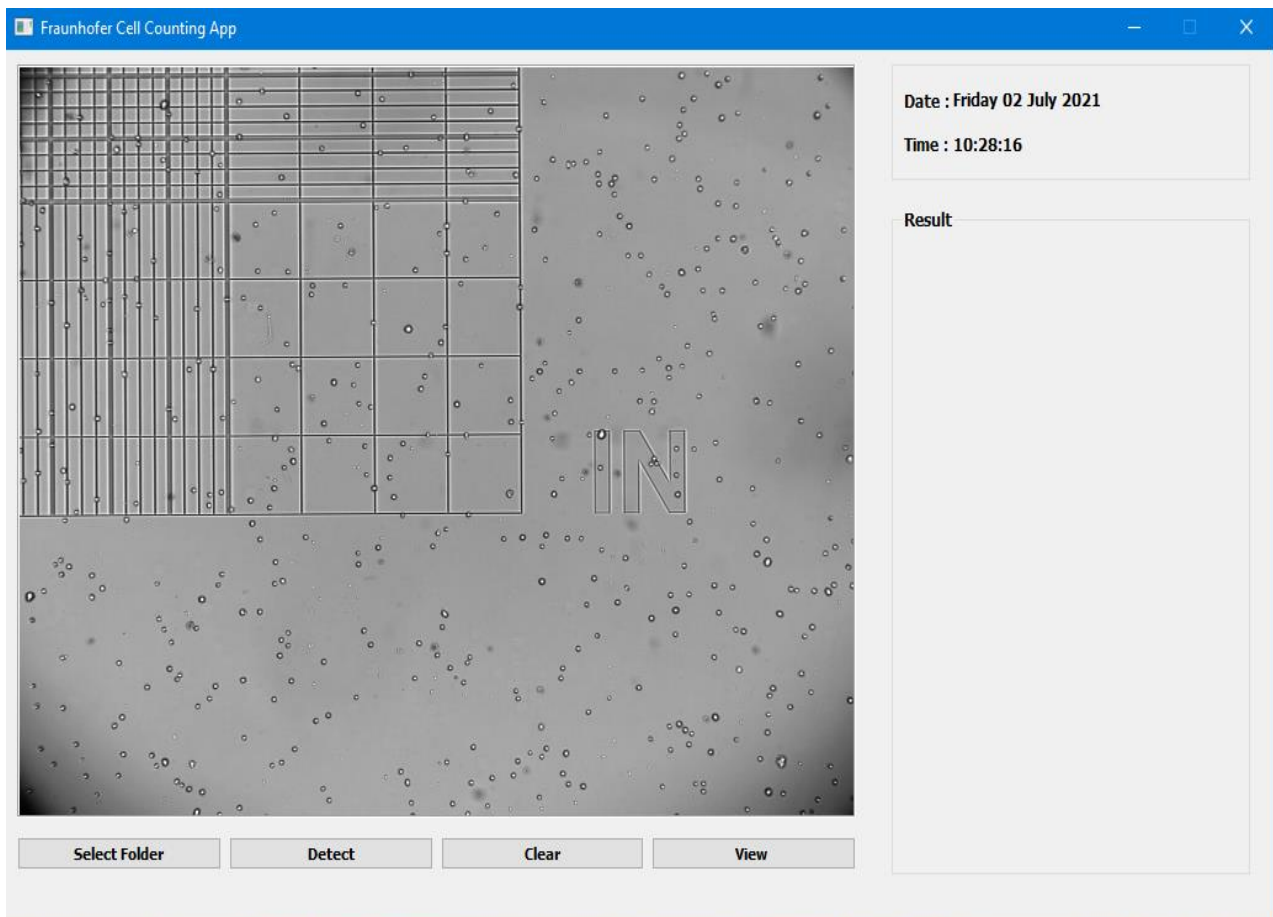 Fraunhofer Cell Counting App
Date : Friday 02 July 2021
Time : 10:28:16
Result
IN
Select Folder
Detect
Clear
View